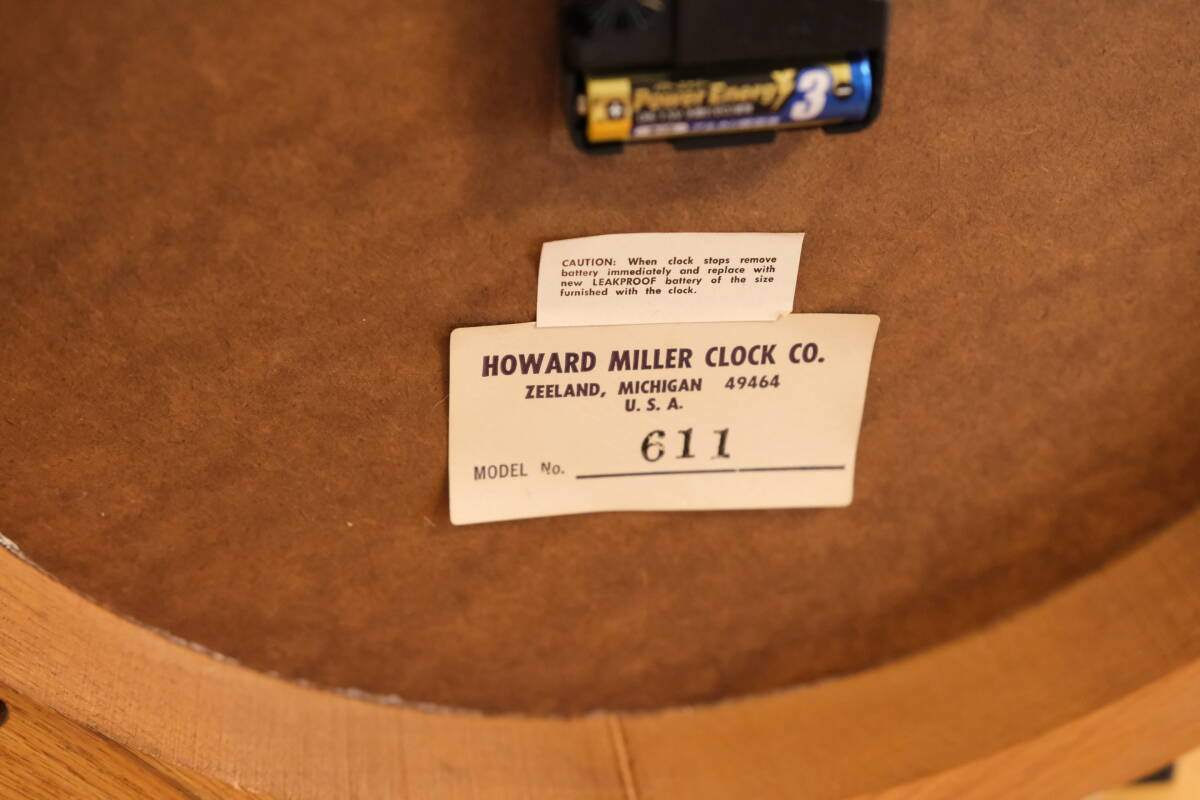 Power Energy 3
CAUTION: When clock stops remove
battery immediately and replace with
new LEAKPROOF battery of the size
furnished with the clock.
HOWARD MILLER CLOCK CO.
ZEELAND, MICHIGAN 49464
U. S. A.
611
MODEL No.